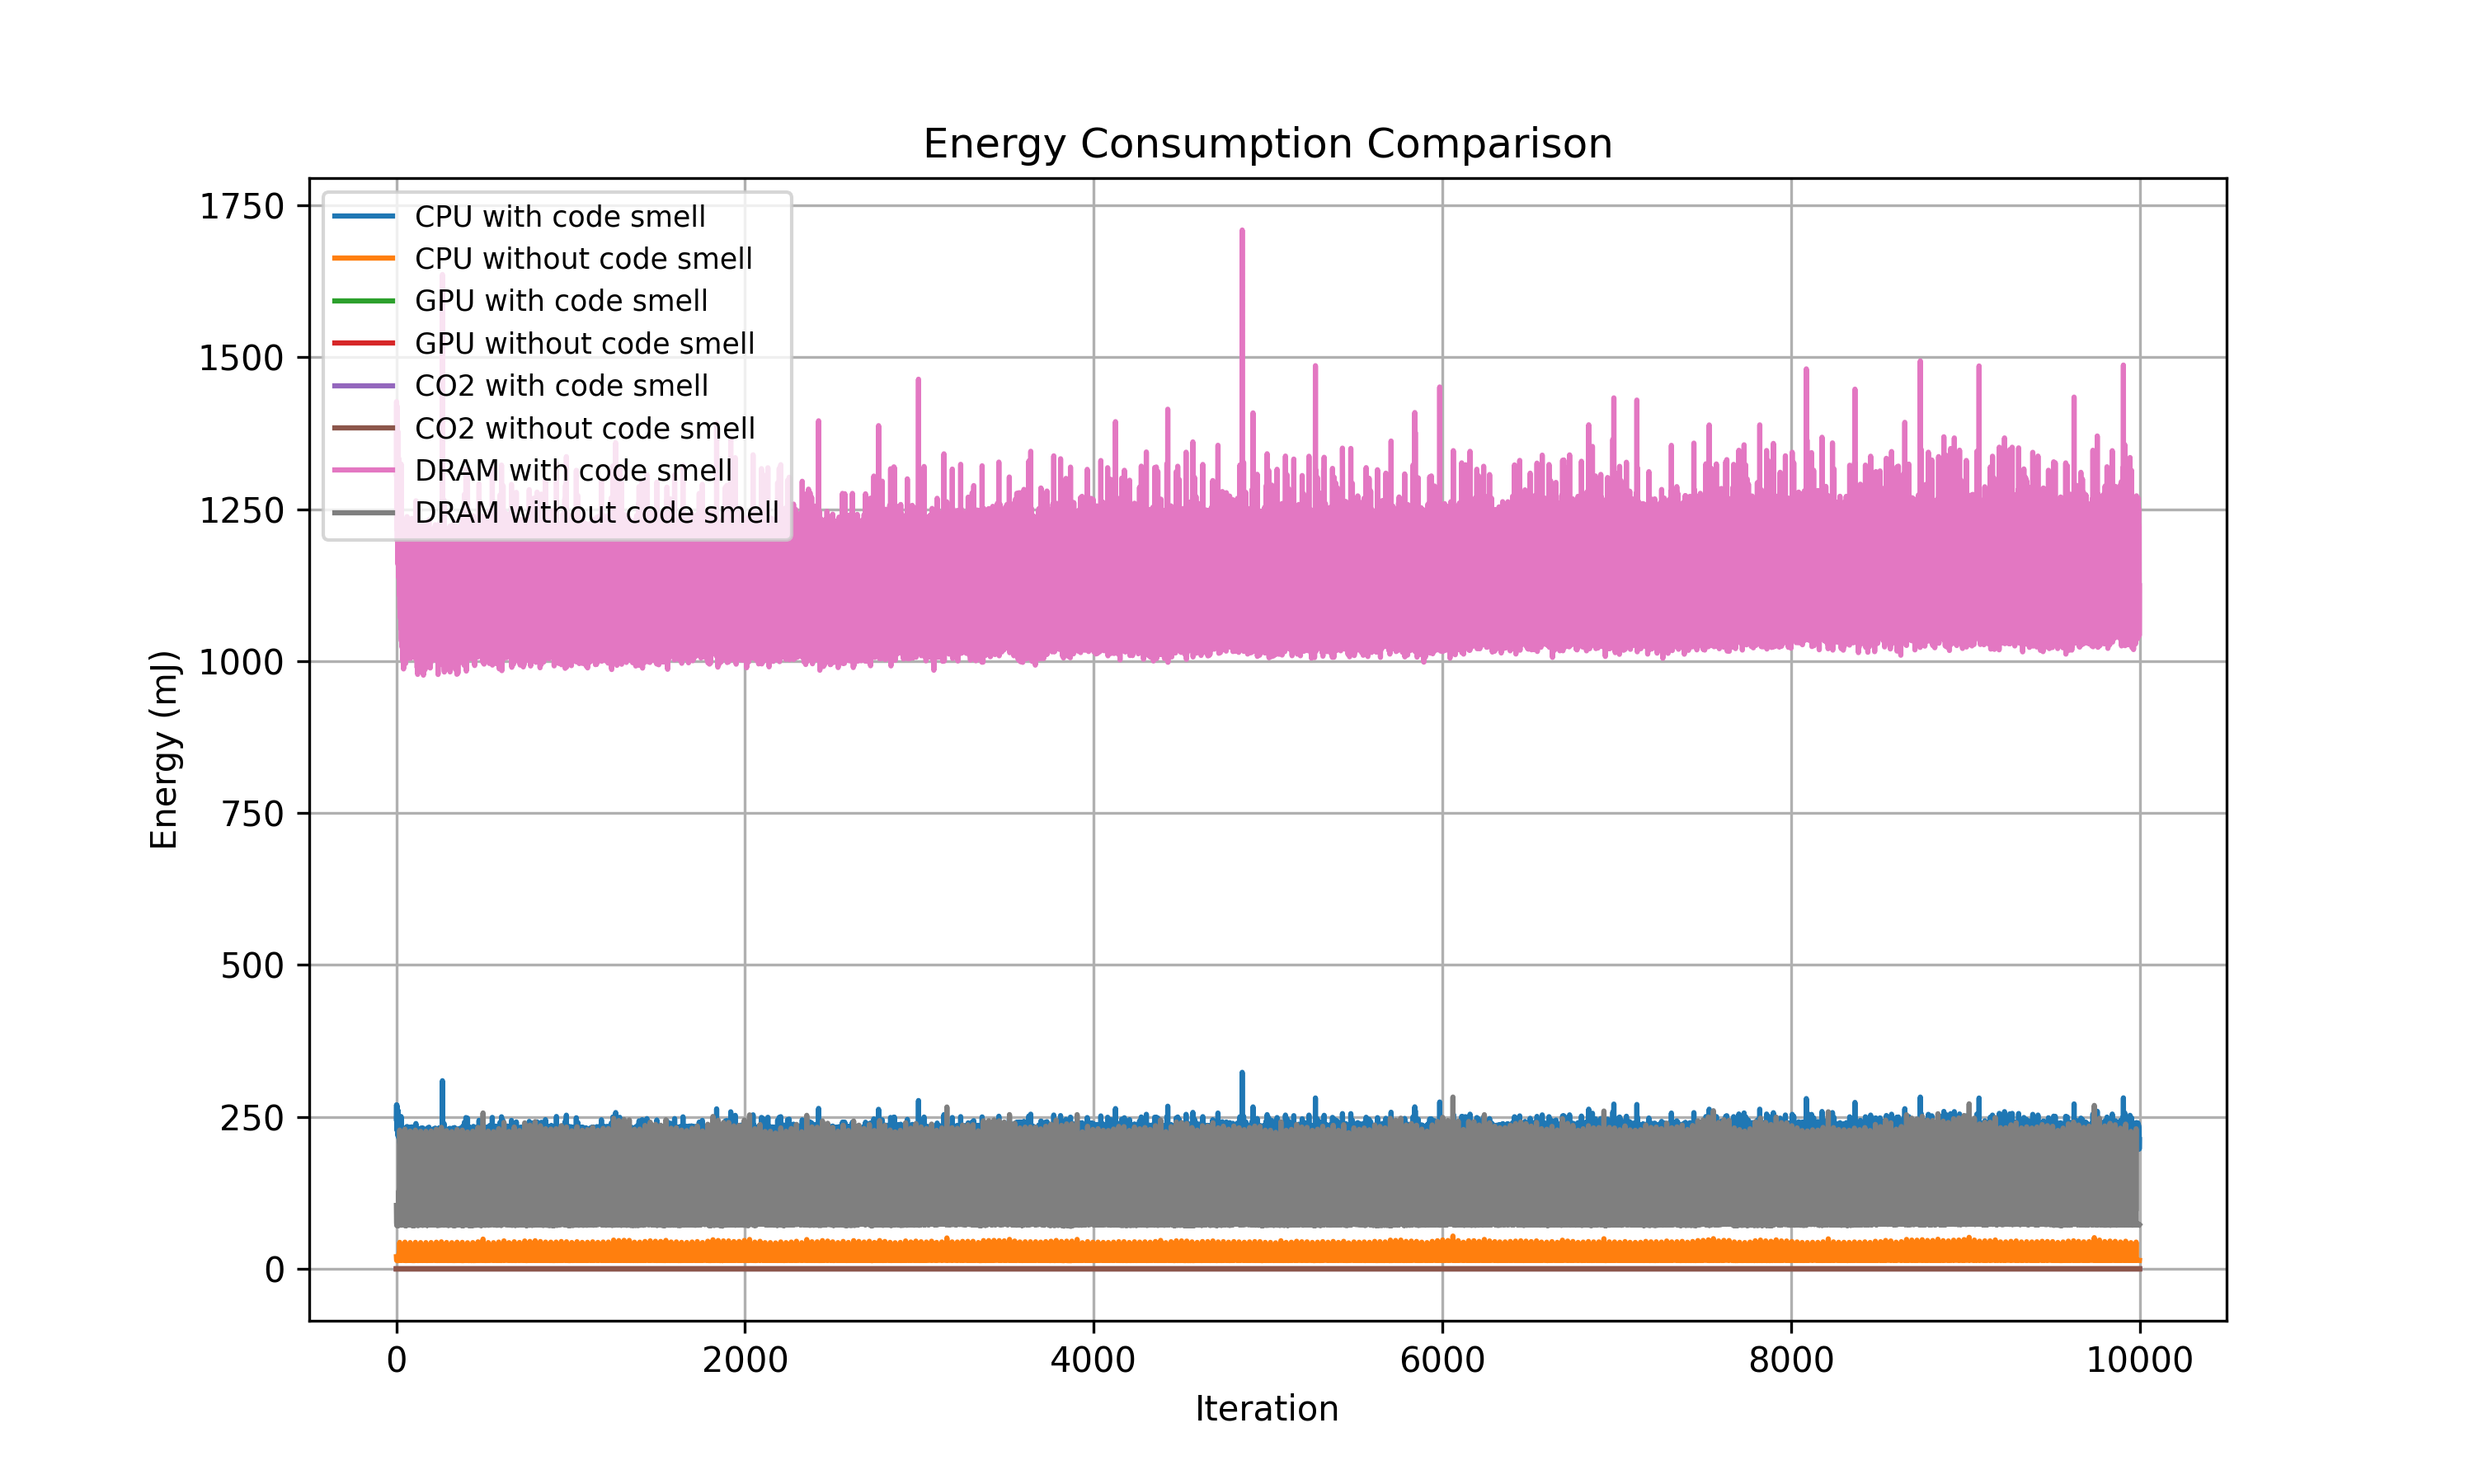 Energy Consumption Comparison
1750
1500
1250
1000
750
500
250
0
Energy (mJ)
CPU with code smell
CPU without code smell
GPU with code smell
GPU without code smell
CO2 with code smell
CO2 without code smell
DRAM with code smell
DRAM without code smell
0 2000 4000 6000 8000 10000
Iteration